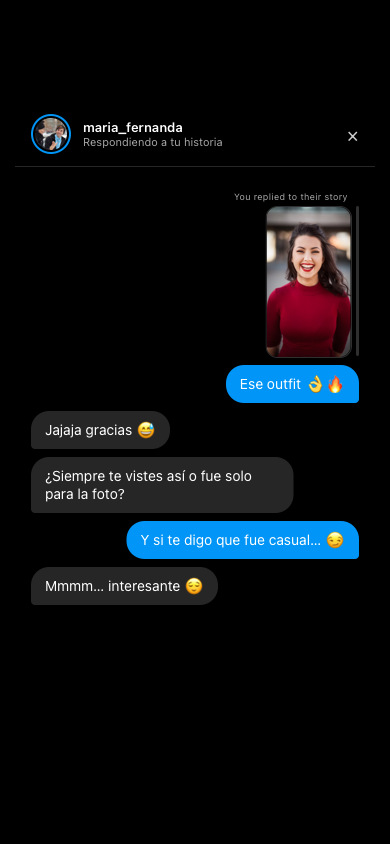 maria_fernanda
Respondiendo a tu historia
You replied to their story
Ese outfit 👌🔥
Jajaja gracias 😅
¿Siempre te vistes así o fue solo
para la foto?
Y si te digo que fue casual... 😏
Mmmm... interesante 😌